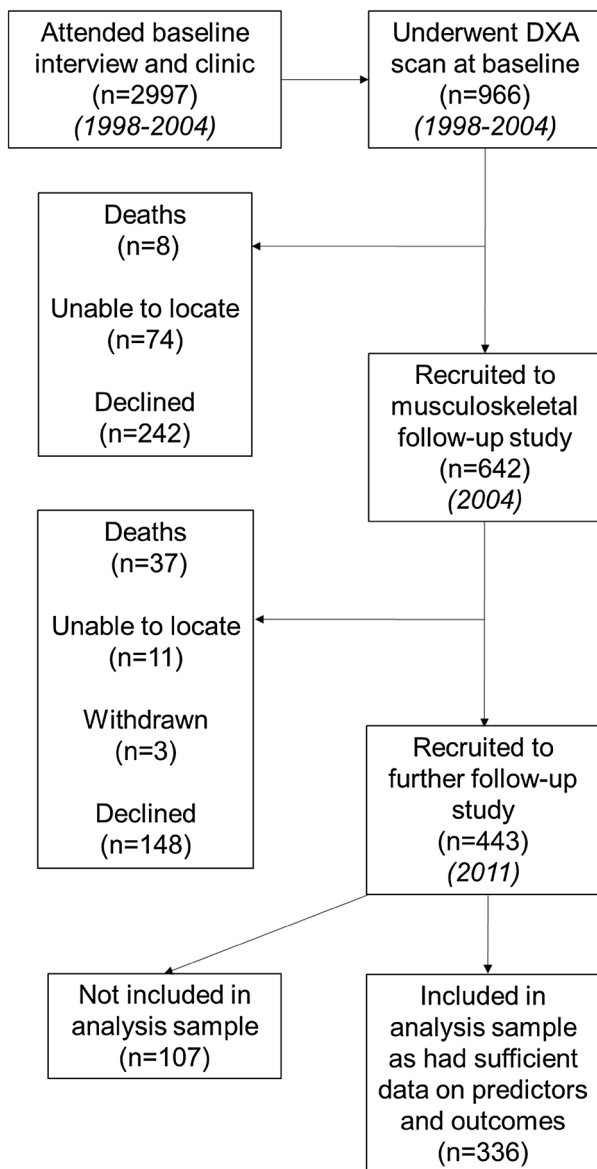 Attended baseline
interview and clinic
(n=2997)
(1998-2004)
Underwent DXA
scan at baseline
(n=966)
(1998-2004)
Deaths
(n=8)
Unable to locate
(n=74)
Declined
(n=242)
Recruited to
musculoskeletal
follow-up study
(n=642)
(2004)
Deaths
(n=37)
Unable to locate
(n=11)
Withdrawn
(n=3)
Declined
(n=148)
Recruited to
further follow-up
study
(n=443)
(2011)
Not included in
analysis sample
(n=107)
Included in
analysis sample
as had sufficient
data on predictors
and outcomes
(n=336)